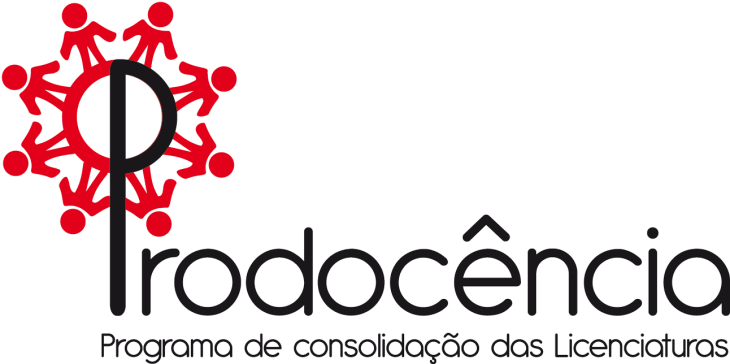 Prodocência
Programa de consolidação das Licenciaturas